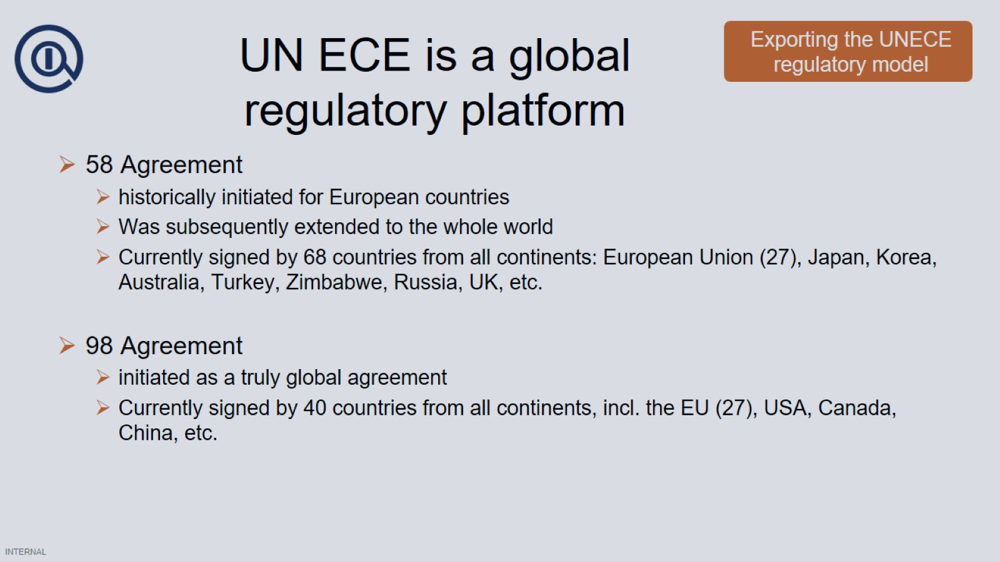 UN ECE is a global
regulatory platform
Exporting the UNECE
regulatory model
58 Agreement
historically initiated for European countries
Was subsequently extended to the whole world
Currently signed by 68 countries from all continents: European Union (27), Japan, Korea,
Australia, Turkey, Zimbabwe, Russia, UK, etc.
98 Agreement
initiated as a truly global agreement
Currently signed by 40 countries from all continents, incl. the EU (27), USA, Canada,
China, etc.
INTERNAL